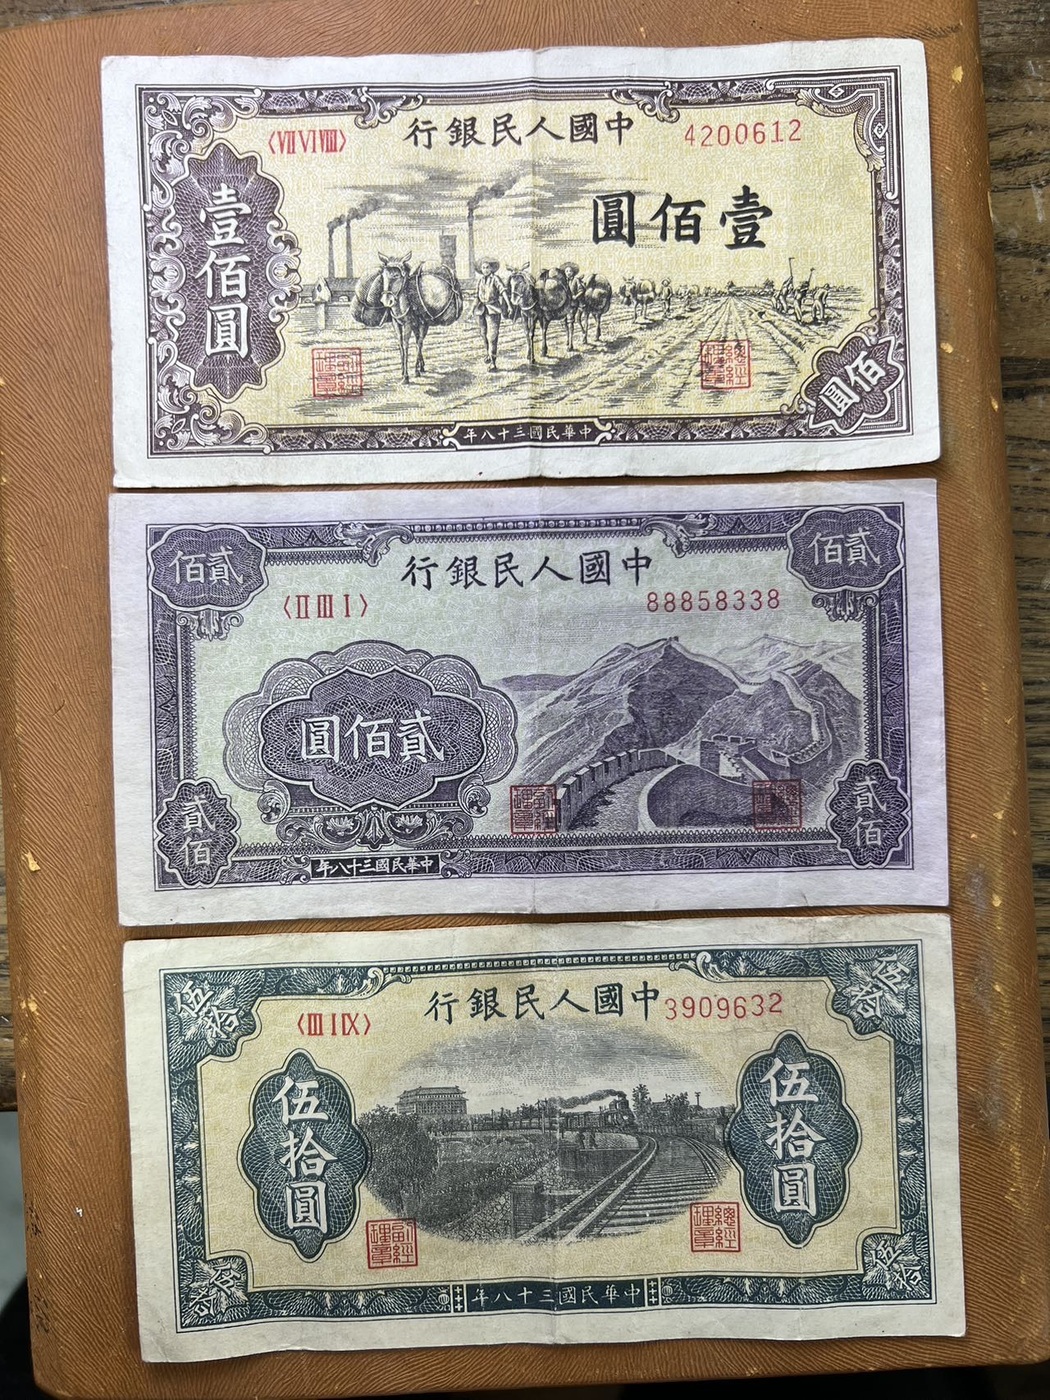 〈VII VI VIII〉
行銀民人國中
4200612
壹佰圓
圓佰壹
佰圓
年八十三國民華中
佰貳
行銀民人國中
佰貳
〈II III I〉
88858338
圓佰貳
貳佰
貳佰
年八十三國民華中
伍拾
行銀民人國中
3909632
〈III I IX〉
伍拾圓
伍拾圓
年八十三國民華中